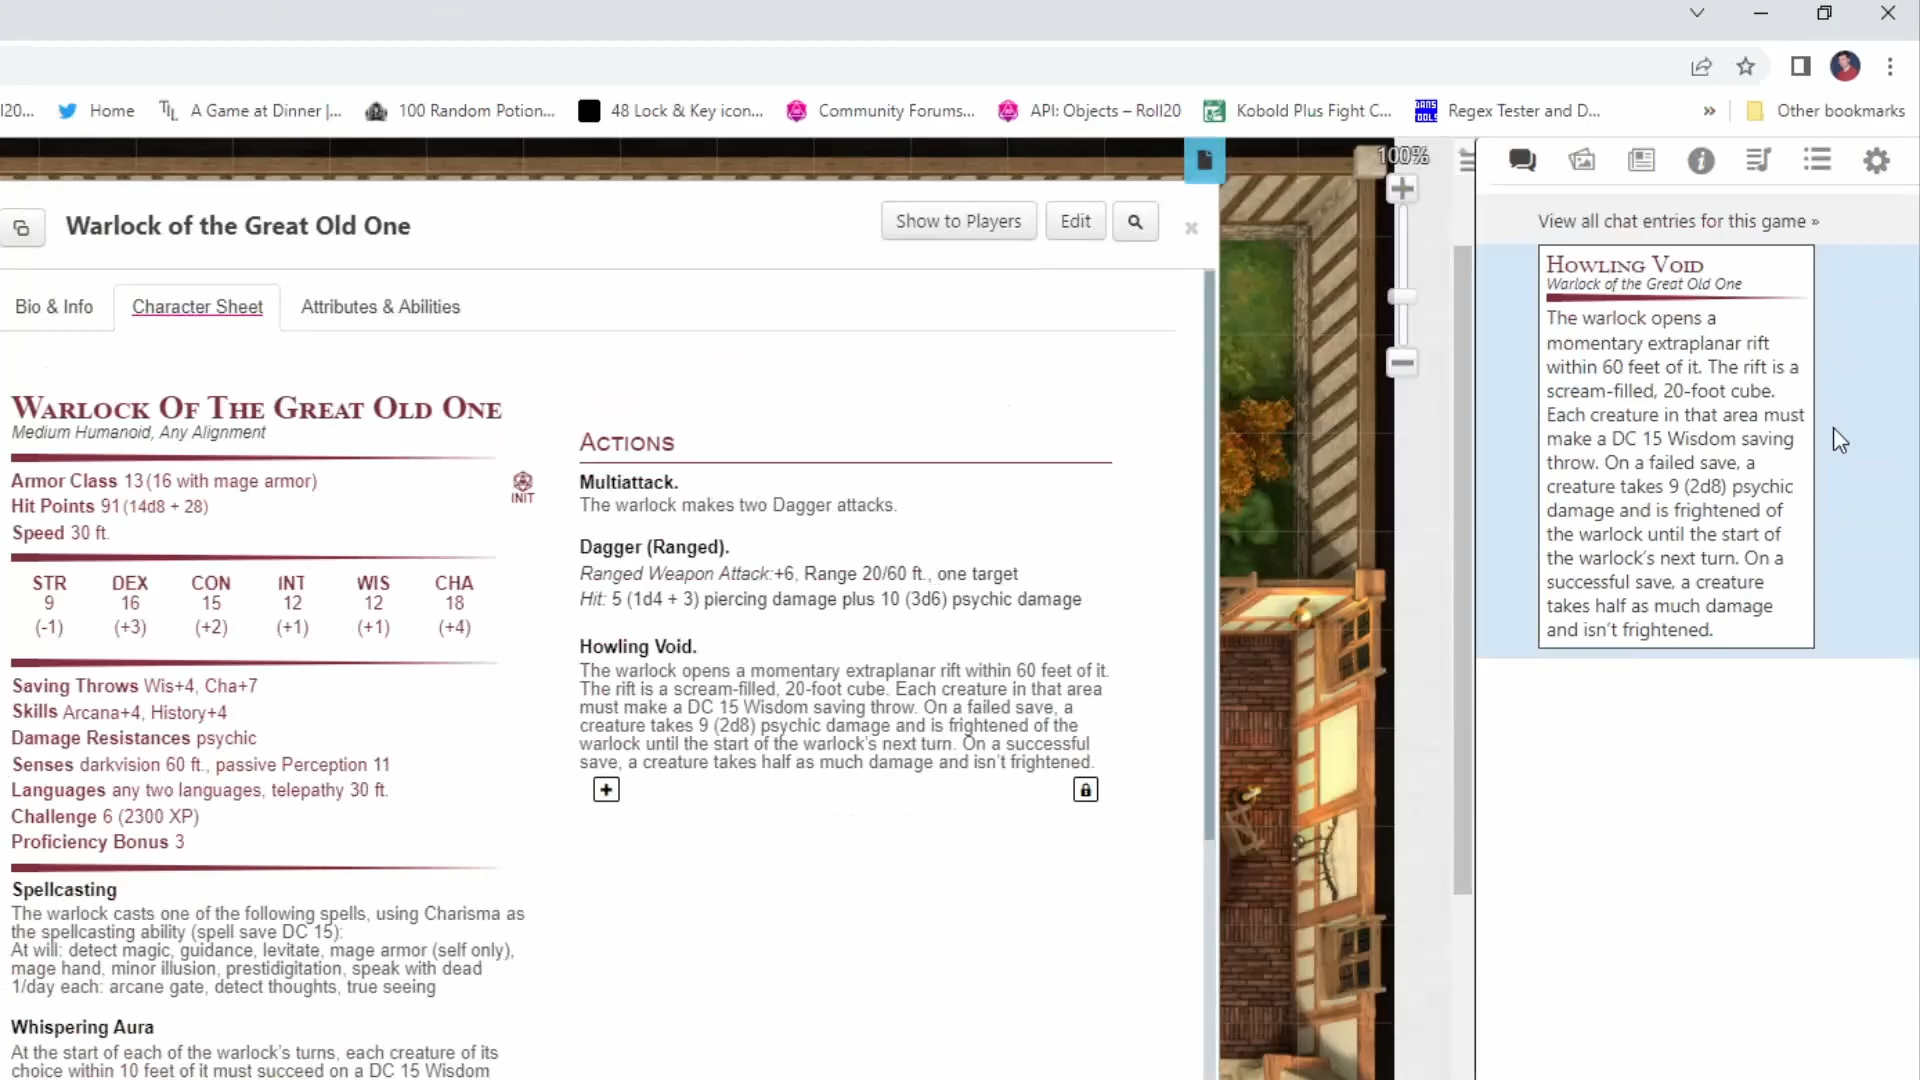 l20...
Home
A Game at Dinner |...
100 Random Potion...
48 Lock & Key icon...
Community Forums...
API: Objects – Roll20
Kobold Plus Fight C...
Regex Tester and D...
»
Other bookmarks
100%
Warlock of the Great Old One
Show to Players
Edit
Bio & Info
Character Sheet
Attributes & Abilities
Warlock Of The Great Old One
Medium Humanoid, Any Alignment
Armor Class 13 (16 with mage armor)
Hit Points 91 (14d8 + 28)
Speed 30 ft.
INIT
STR DEX CON INT WIS CHA
9 16 15 12 12 18
(-1) (+3) (+2) (+1) (+1) (+4)
Saving Throws Wis+4, Cha+7
Skills Arcana+4, History+4
Damage Resistances psychic
Senses darkvision 60 ft., passive Perception 11
Languages any two languages, telepathy 30 ft.
Challenge 6 (2300 XP)
Proficiency Bonus 3
Spellcasting
The warlock casts one of the following spells, using Charisma as
the spellcasting ability (spell save DC 15):
At will: detect magic, guidance, levitate, mage armor (self only),
mage hand, minor illusion, prestidigitation, speak with dead
1/day each: arcane gate, detect thoughts, true seeing
Whispering Aura
At the start of each of the warlock's turns, each creature of its
choice within 10 feet of it must succeed on a DC 15 Wisdom
Actions
Multiattack.
The warlock makes two Dagger attacks.
Dagger (Ranged).
Ranged Weapon Attack:+6, Range 20/60 ft., one target
Hit: 5 (1d4 + 3) piercing damage plus 10 (3d6) psychic damage
Howling Void.
The warlock opens a momentary extraplanar rift within 60 feet of it.
The rift is a scream-filled, 20-foot cube. Each creature in that area
must make a DC 15 Wisdom saving throw. On a failed save, a
creature takes 9 (2d8) psychic damage and is frightened of the
warlock until the start of the warlock's next turn. On a successful
save, a creature takes half as much damage and isn't frightened.
View all chat entries for this game »
Howling Void
Warlock of the Great Old One
The warlock opens a
momentary extraplanar rift
within 60 feet of it. The rift is a
scream-filled, 20-foot cube.
Each creature in that area must
make a DC 15 Wisdom saving
throw. On a failed save, a
creature takes 9 (2d8) psychic
damage and is frightened of
the warlock until the start of
the warlock's next turn. On a
successful save, a creature
takes half as much damage
and isn't frightened.